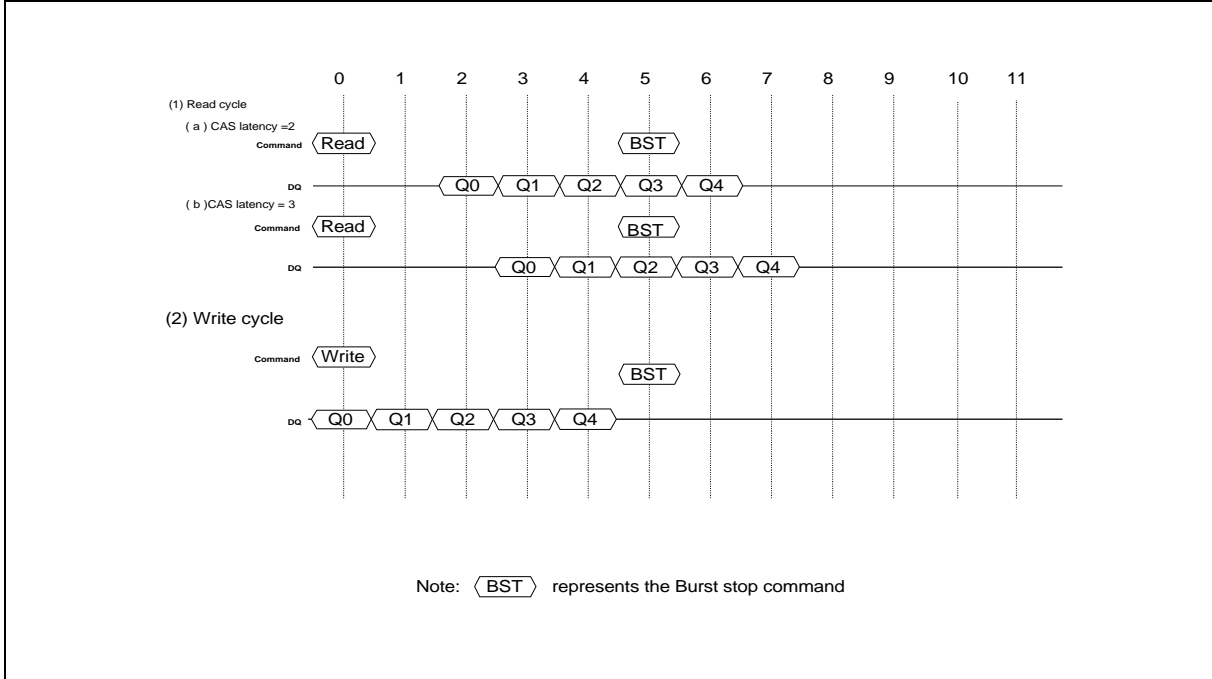 0 1 2 3 4 5 6 7 8 9 10 11
(1) Read cycle
( a ) CAS latency =2
Command Read BST
DQ Q0 Q1 Q2 Q3 Q4
( b )CAS latency = 3
Command Read BST
DQ Q0 Q1 Q2 Q3 Q4
(2) Write cycle
Command Write BST
DQ Q0 Q1 Q2 Q3 Q4
Note: BST represents the Burst stop command